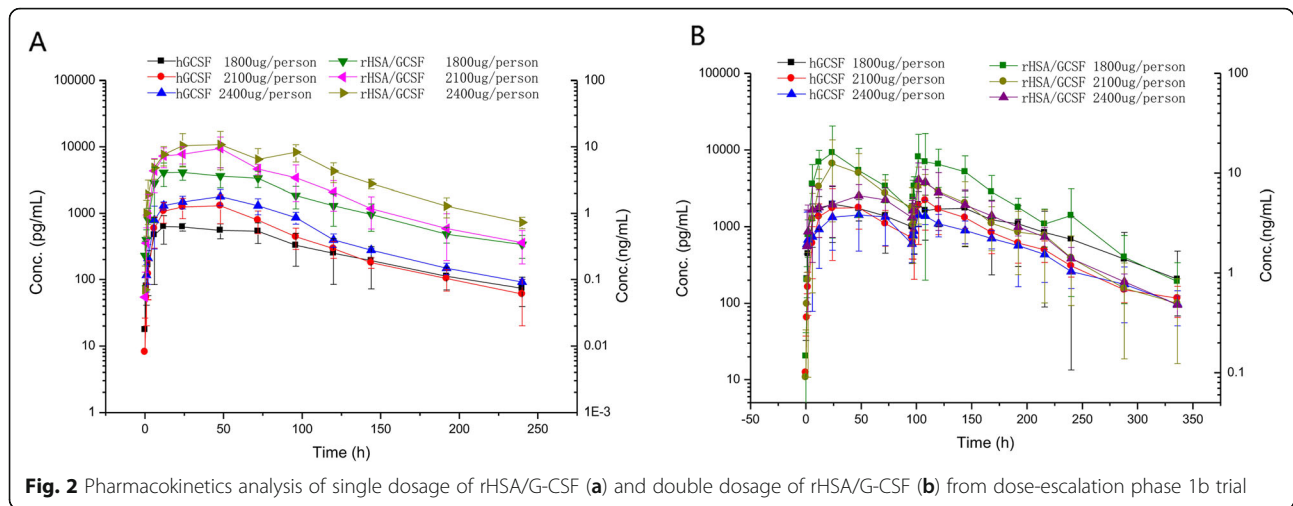 A
hGCSF 1800ug/person rHSA/GCSF 1800ug/person
hGCSF 2100ug/person rHSA/GCSF 2100ug/person
hGCSF 2400ug/person rHSA/GCSF 2400ug/person
100000
10000
1000
100
10
1
Conc. (pg/mL)
100
10
1
0.1
0.01
1E-3
Conc.(ng/mL)
0 50 100 150 200 250
Time (h)
B
hGCSF 1800ug/person rHSA/GCSF 1800ug/person
hGCSF 2100ug/person rHSA/GCSF 2100ug/person
hGCSF 2400ug/person rHSA/GCSF 2400ug/person
100000
10000
1000
100
10
Conc. (pg/mL)
100
10
1
0.1
Conc.(ng/mL)
-50 0 50 100 150 200 250 300 350
Time (h)
Fig. 2 Pharmacokinetics analysis of single dosage of rHSA/G-CSF (a) and double dosage of rHSA/G-CSF (b) from dose-escalation phase 1b trial